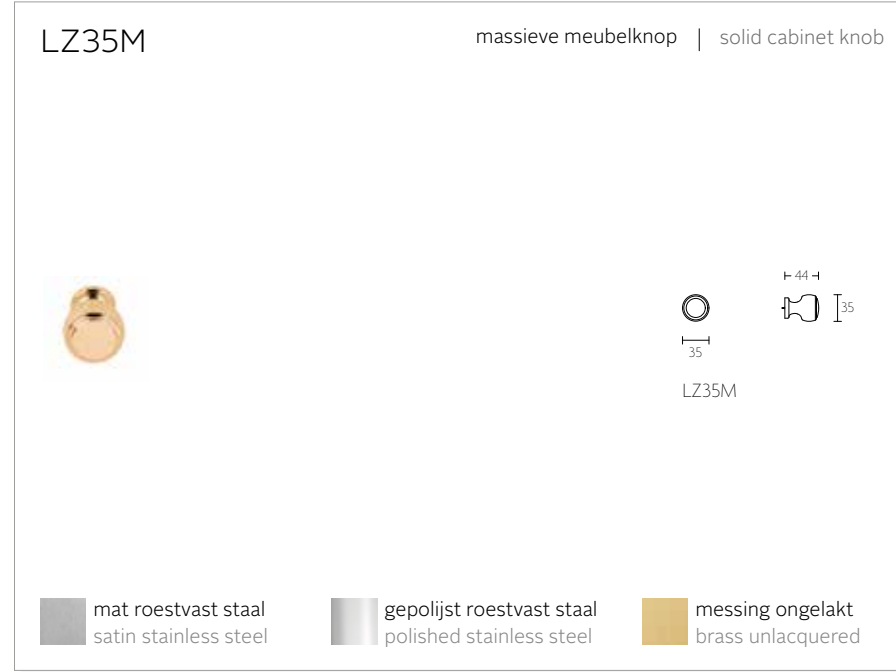 LZ35M
massieve meubelknop | solid cabinet knob
44
35
35
LZ35M
mat roestvast staal
satin stainless steel
gepolijst roestvast staal
polished stainless steel
messing ongelakt
brass unlacquered